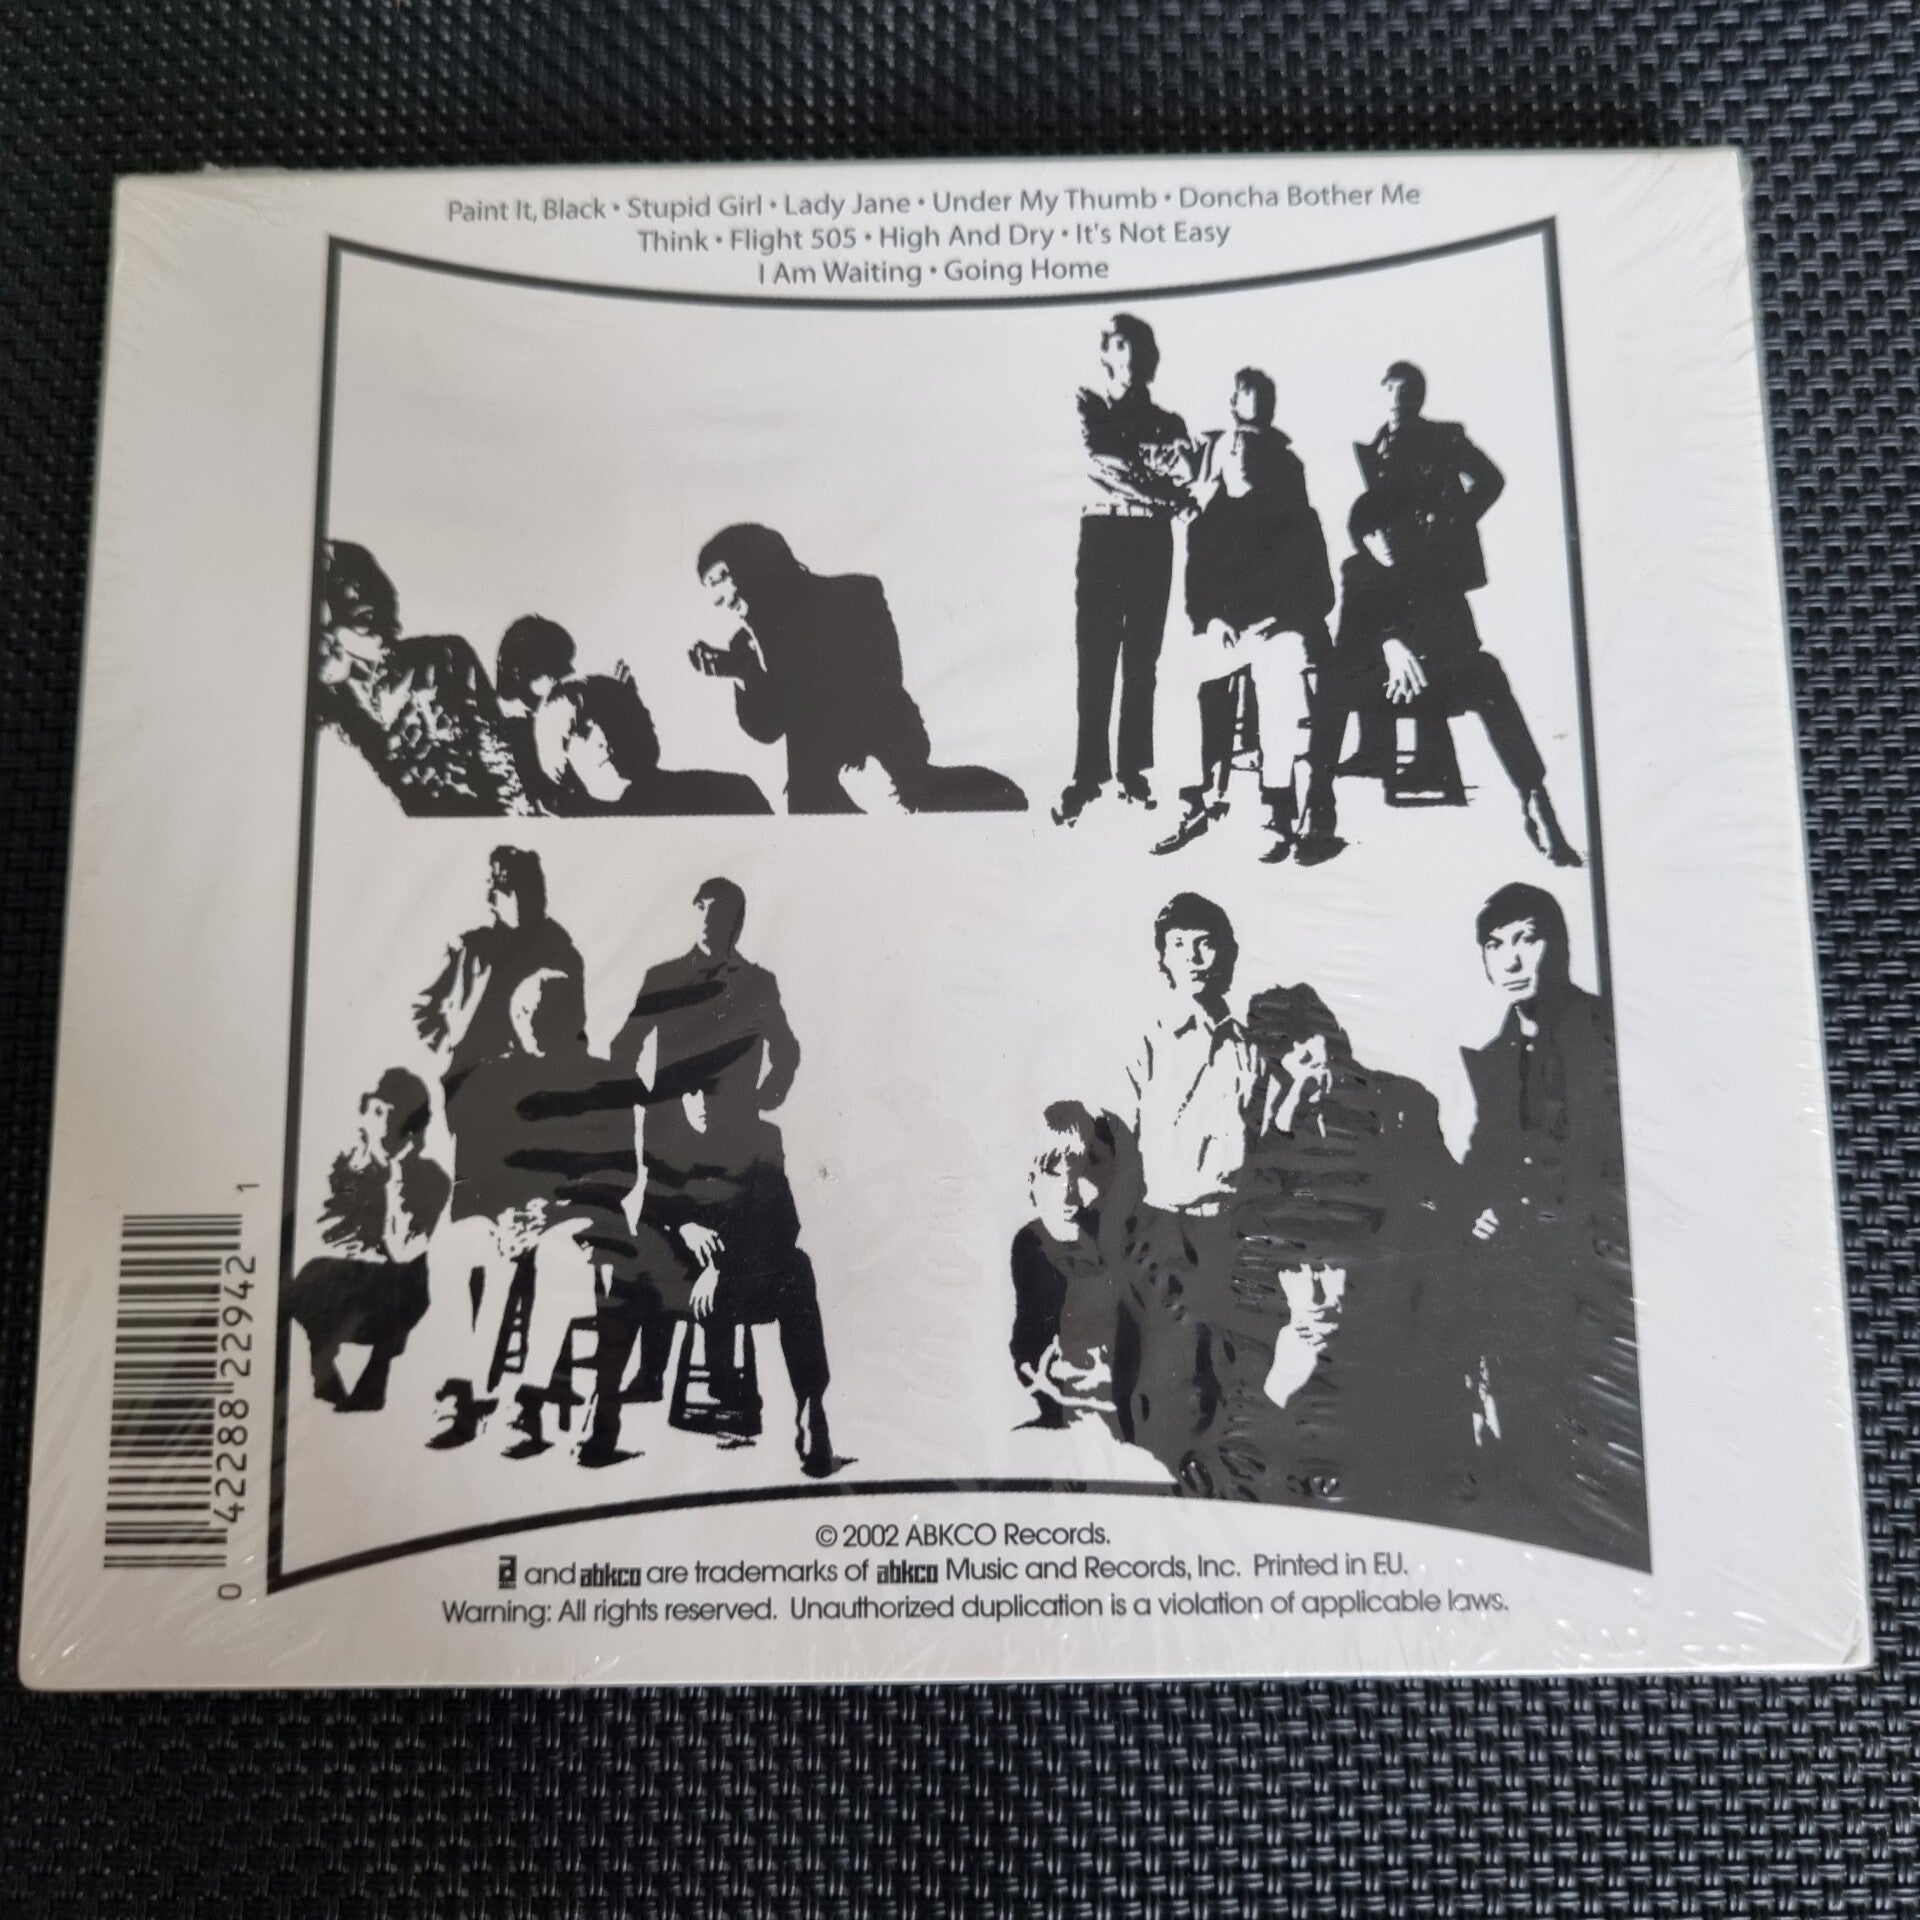 Paint It, Black • Stupid Girl • Lady Jane • Under My Thumb • Doncha Bother Me
Think • Flight 505 • High And Dry • It's Not Easy
I Am Waiting • Going Home
0 42288 22942 1
© 2002 ABKCO Records.
a and abkco are trademarks of abkco Music and Records, Inc. Printed in EU.
Warning: All rights reserved. Unauthorized duplication is a violation of applicable laws.